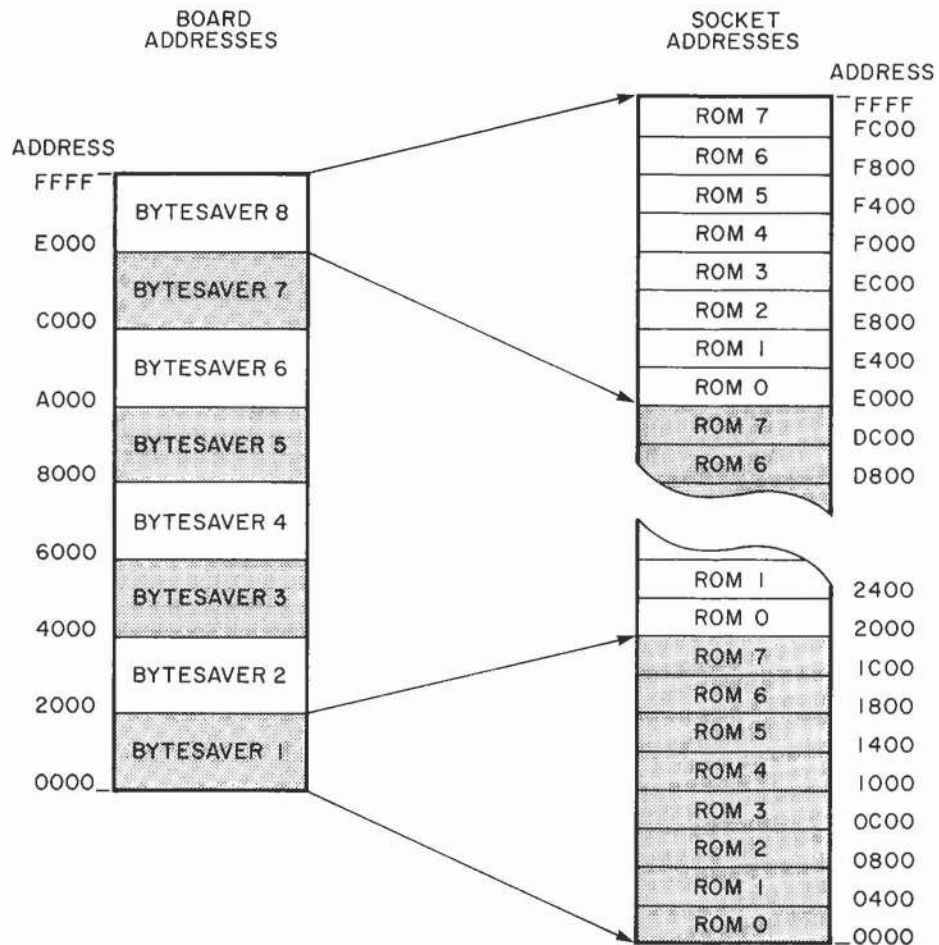 BOARD
ADDRESSES
ADDRESS
FFFF
BYTESAVER 8
E000
BYTESAVER 7
C000
BYTESAVER 6
A000
BYTESAVER 5
8000
BYTESAVER 4
6000
BYTESAVER 3
4000
BYTESAVER 2
2000
BYTESAVER 1
0000
SOCKET
ADDRESSES
ADDRESS
FFFF
ROM 7
FC00
ROM 6
F800
ROM 5
F400
ROM 4
F000
ROM 3
EC00
ROM 2
E800
ROM 1
E400
ROM 0
E000
ROM 7
DC00
ROM 6
D800
ROM 1
2400
ROM 0
2000
ROM 7
1C00
ROM 6
1800
ROM 5
1400
ROM 4
1000
ROM 3
0C00
ROM 2
0800
ROM 1
0400
ROM 0
0000